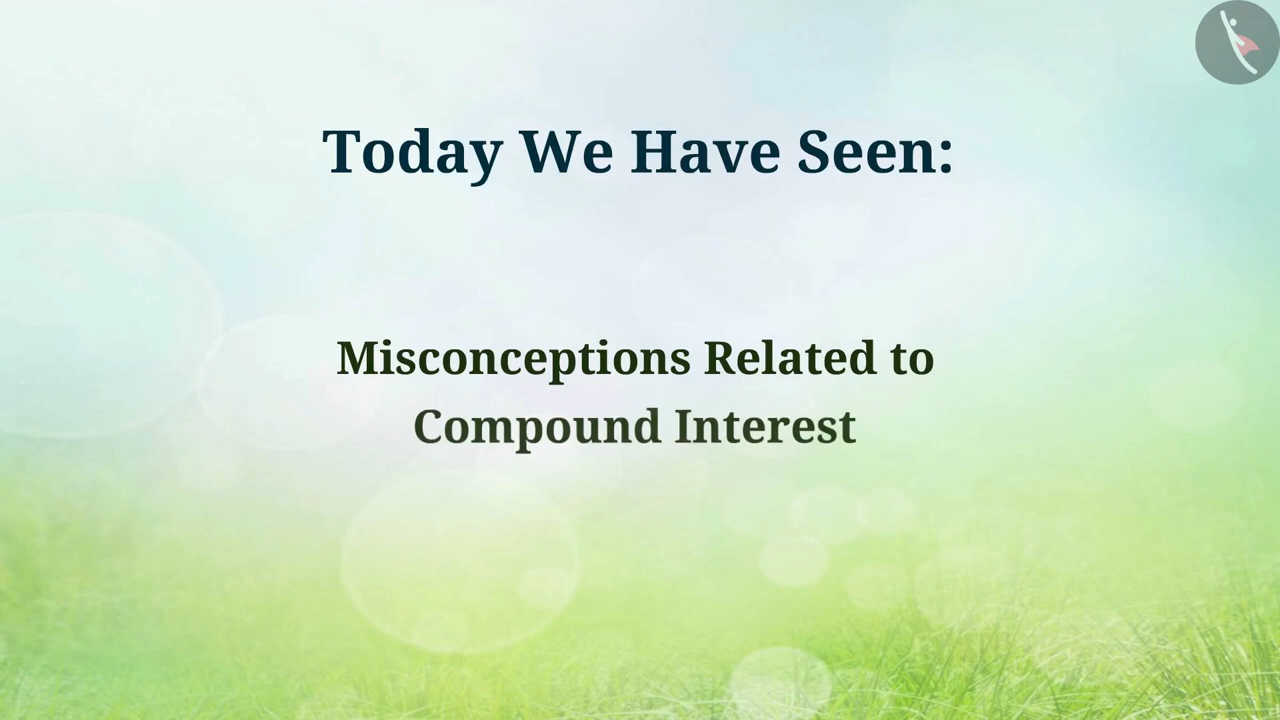 Today We Have Seen:
Misconceptions Related to
Compound Interest